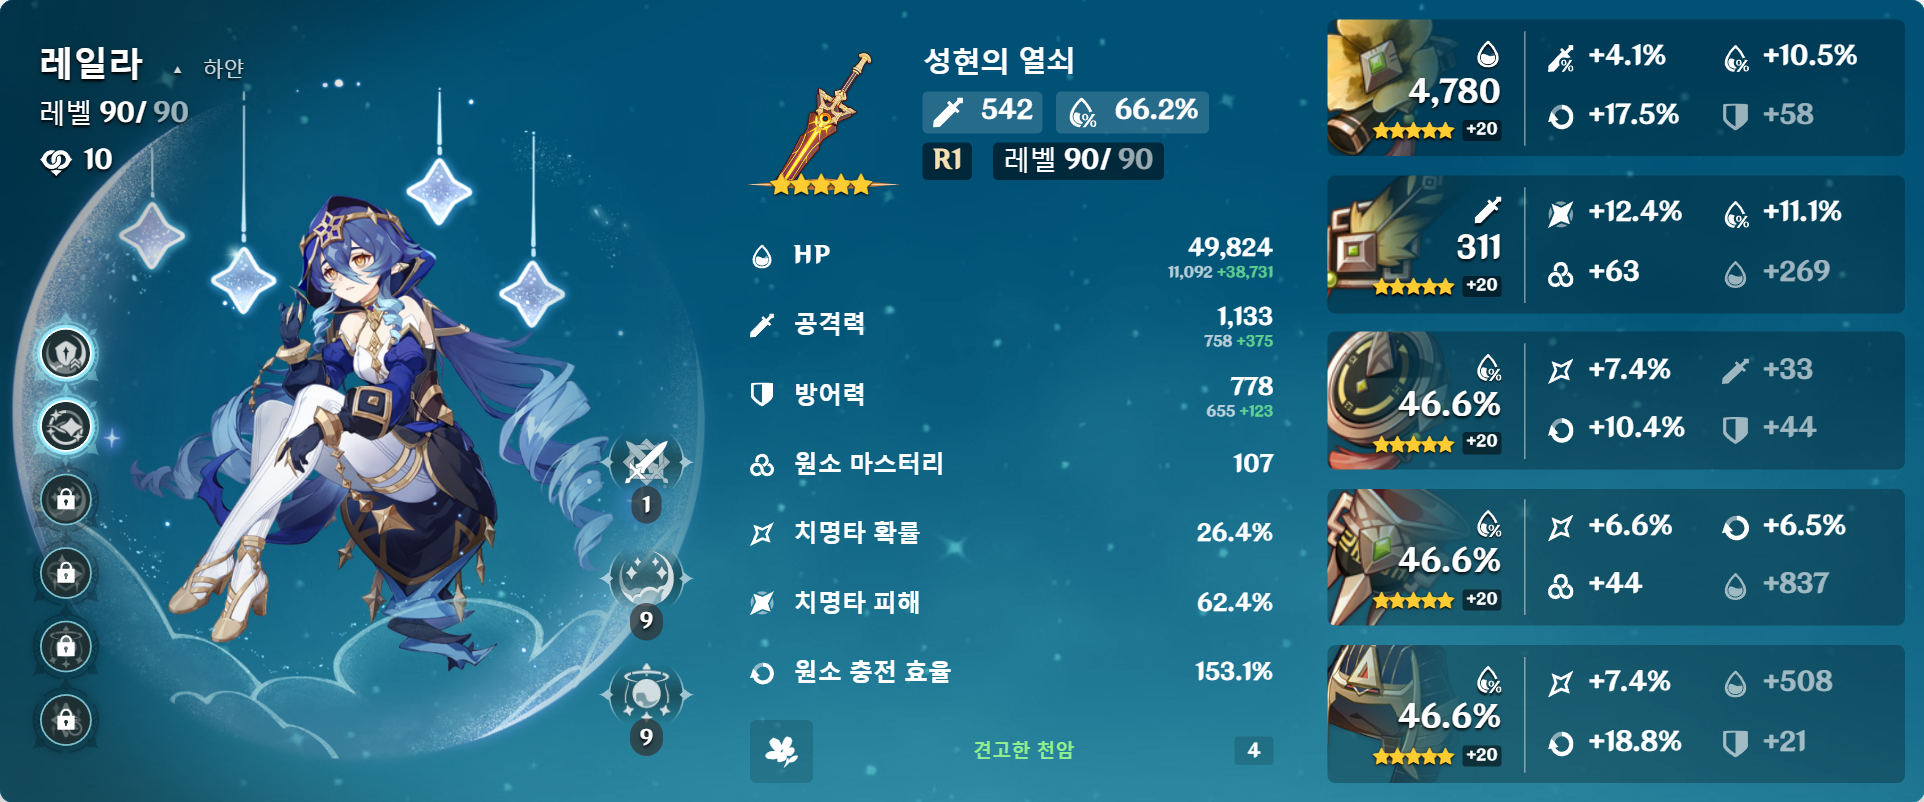 레일라 ▲ 하얀
레벨 90/ 90
10
1
9
9
성현의 열쇠
542 66.2%
R1 레벨 90/ 90
HP 49,824
11,092 +38,731
공격력 1,133
758 +375
방어력 778
655 +123
원소 마스터리 107
치명타 확률 26.4%
치명타 피해 62.4%
원소 충전 효율 153.1%
견고한 천암 4
4,780
+20
+4.1% +10.5%
+17.5% +58
311
+20
+12.4% +11.1%
+63 +269
46.6%
+20
+7.4% +33
+10.4% +44
46.6%
+20
+6.6% +6.5%
+44 +837
46.6%
+20
+7.4% +508
+18.8% +21